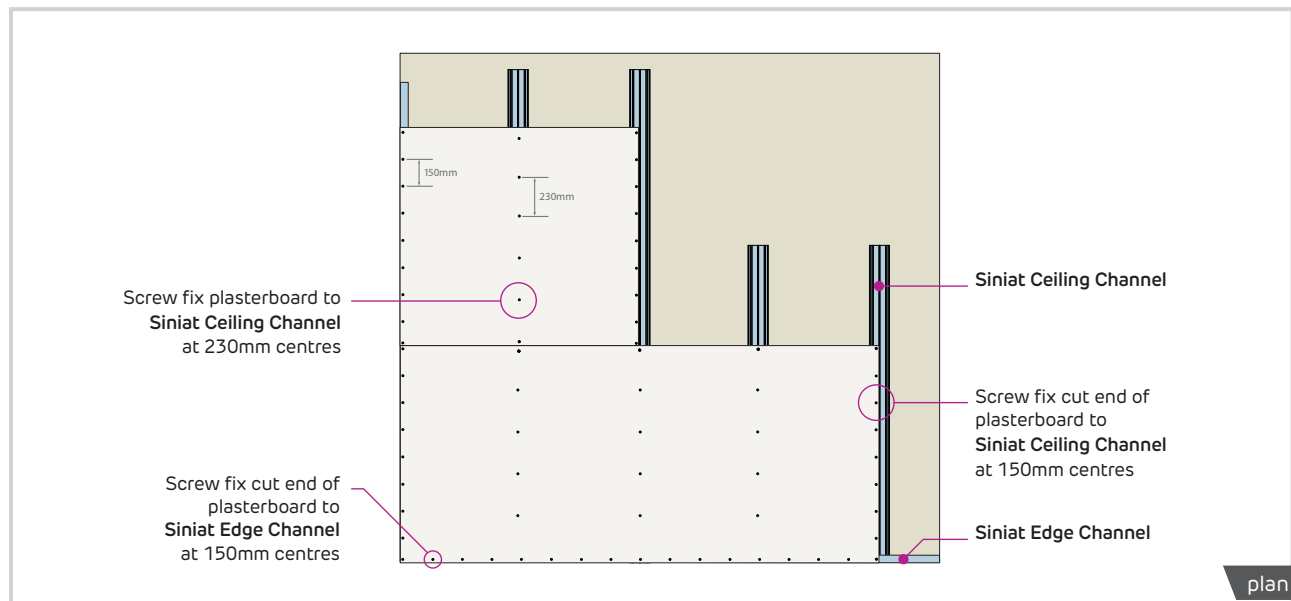 150mm
230mm
Screw fix plasterboard to
Siniat Ceiling Channel
at 230mm centres
Siniat Ceiling Channel
Screw fix cut end of
plasterboard to
Siniat Ceiling Channel
at 150mm centres
Screw fix cut end of
plasterboard to
Siniat Edge Channel
at 150mm centres
Siniat Edge Channel
plan